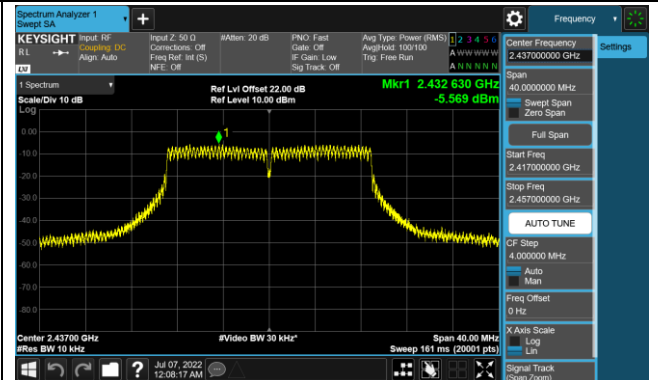 Spectrum Analyzer 1
Swept SA
+
Frequency
KEYSIGHT
Input: RF
Input Z: 50 Ω
#Atten: 20 dB
PNO: Fast
Avg Type: Power (RMS)
1 2 3 4 5 6
RL
Coupling: DC
Corrections: Off
Gate: Off
Avg|Hold: 100/100
A W W W W W
Align: Auto
Freq Ref: Int (S)
IF Gain: Low
Trig: Free Run
NFE: Off
Sig Track: Off
A N N N N N
LXI
1 Spectrum
Ref Lvl Offset 22.00 dB
Mkr1 2.432 630 GHz
Scale/Div 10 dB
Ref Level 10.00 dBm
-5.569 dBm
Log
0.00
1
-10.0
-20.0
-30.0
-40.0
-50.0
-60.0
-70.0
-80.0
Center 2.43700 GHz
#Video BW 30 kHz*
Span 40.00 MHz
#Res BW 10 kHz
Sweep 161 ms (20001 pts)
Jul 07, 2022
12:08:17 AM
Center Frequency
2.437000000 GHz
Settings
Span
40.0000000 MHz
Swept Span
Zero Span
Full Span
Start Freq
2.417000000 GHz
Stop Freq
2.457000000 GHz
AUTO TUNE
CF Step
4.000000 MHz
Auto
Man
Freq Offset
0 Hz
X Axis Scale
Log
Lin
Signal Track
(Span Zoom)